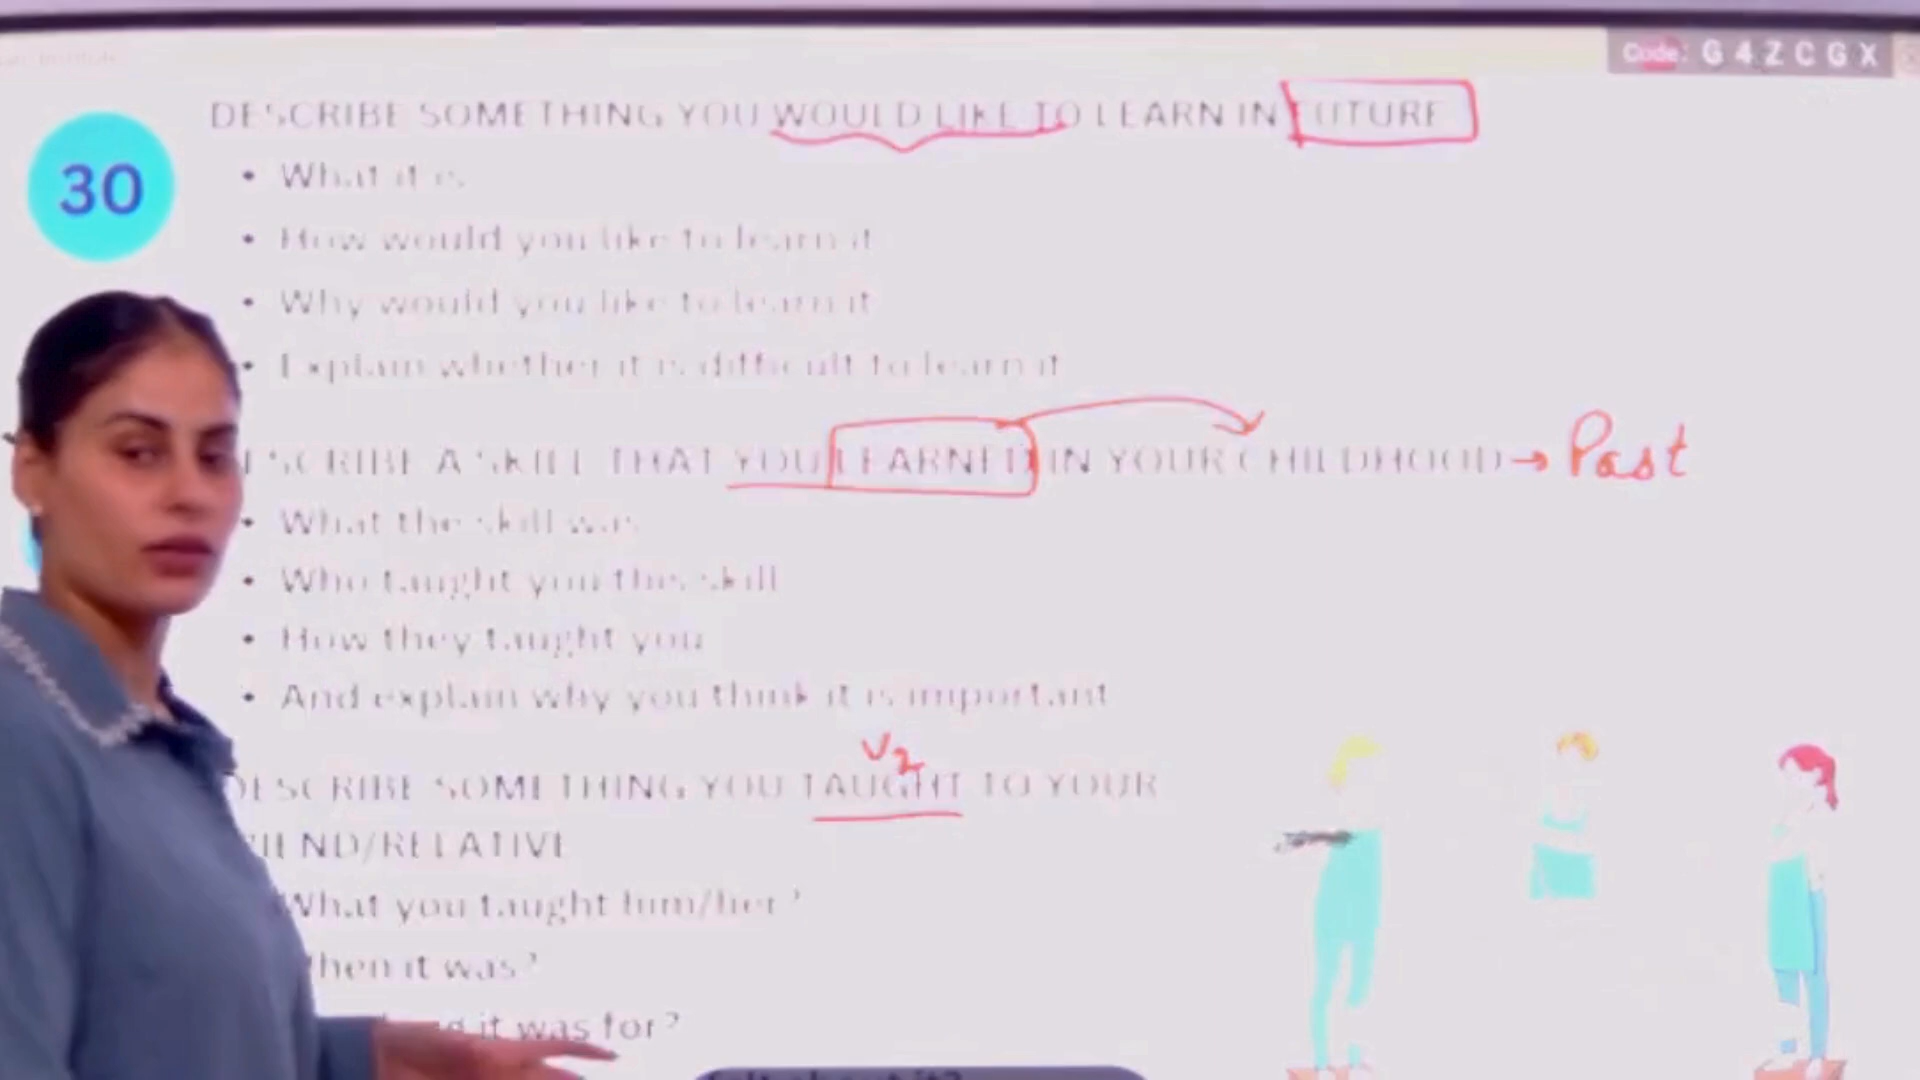 Code: G4ZCGX
DESCRIBE SOMETHING YOU WOULD LIKE TO LEARN IN FUTURE
30
• What it is
• How would you like to learn it
• Why would you like to learn it
• Explain whether it is difficult to learn it
SCRIBE A SKILL THAT YOU LEARNED IN YOUR CHILDHOOD → Past
• What the skill was
• Who taught you this skill
• How they taught you
• And explain why you think it is important
V2
DESCRIBE SOMETHING YOU TAUGHT TO YOUR
IEND/RELATIVE
What you taught him/her?
hen it was?
it was for?